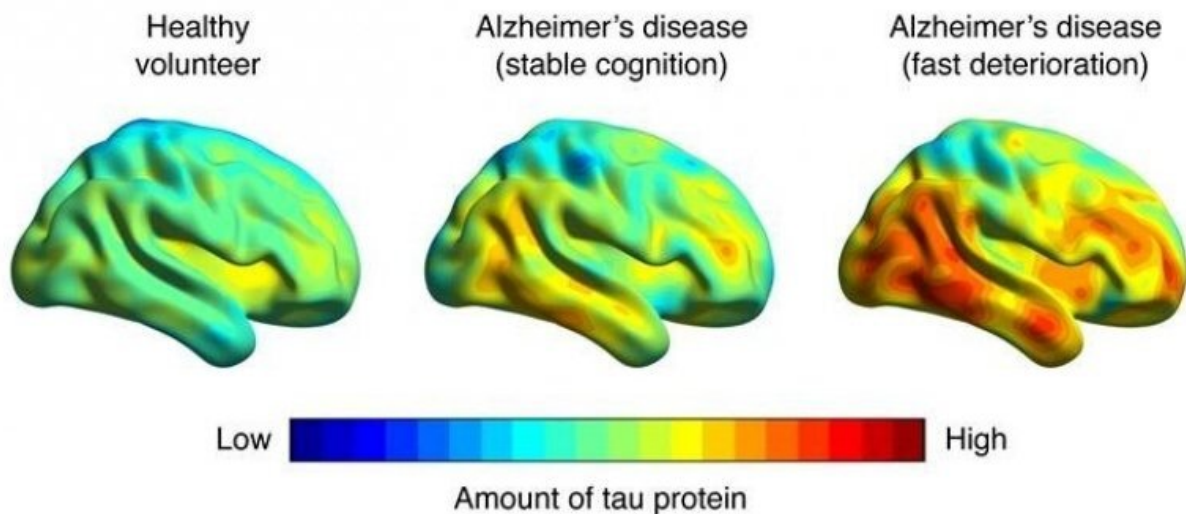 Healthy
volunteer
Alzheimer's disease
(stable cognition)
Alzheimer's disease
(fast deterioration)
Low
High
Amount of tau protein